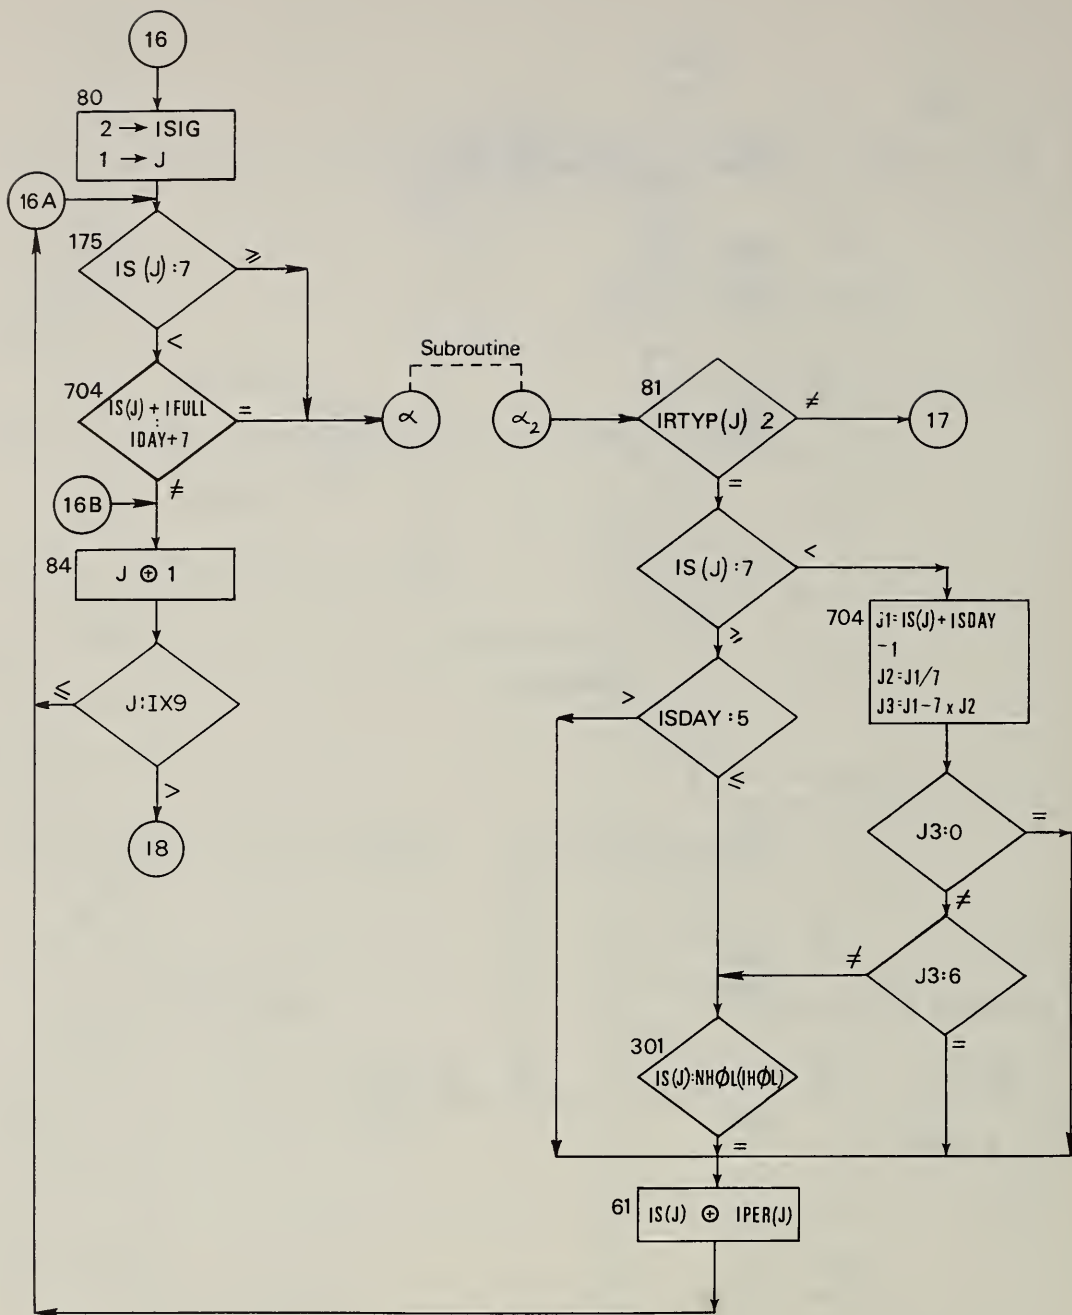 16
80
2 → ISIG
1 → J
16A
175
IS (J) : 7
≥
<
704
IS(J) + IFULL
:
IDAY+7
=
≠
16B
84
J ⊕ 1
≤
J:IX9
>
18
Subroutine
α
α₂
81
IRTYP(J) 2
≠
17
=
IS (J) : 7
<
≥
704
J1=IS(J)+ISDAY
-1
J2=J1/7
J3=J1-7 x J2
>
ISDAY : 5
≤
J3:0
=
≠
≠
J3:6
=
301
IS(J):NHØL(IHØL)
=
61
IS(J) ⊕ IPER(J)